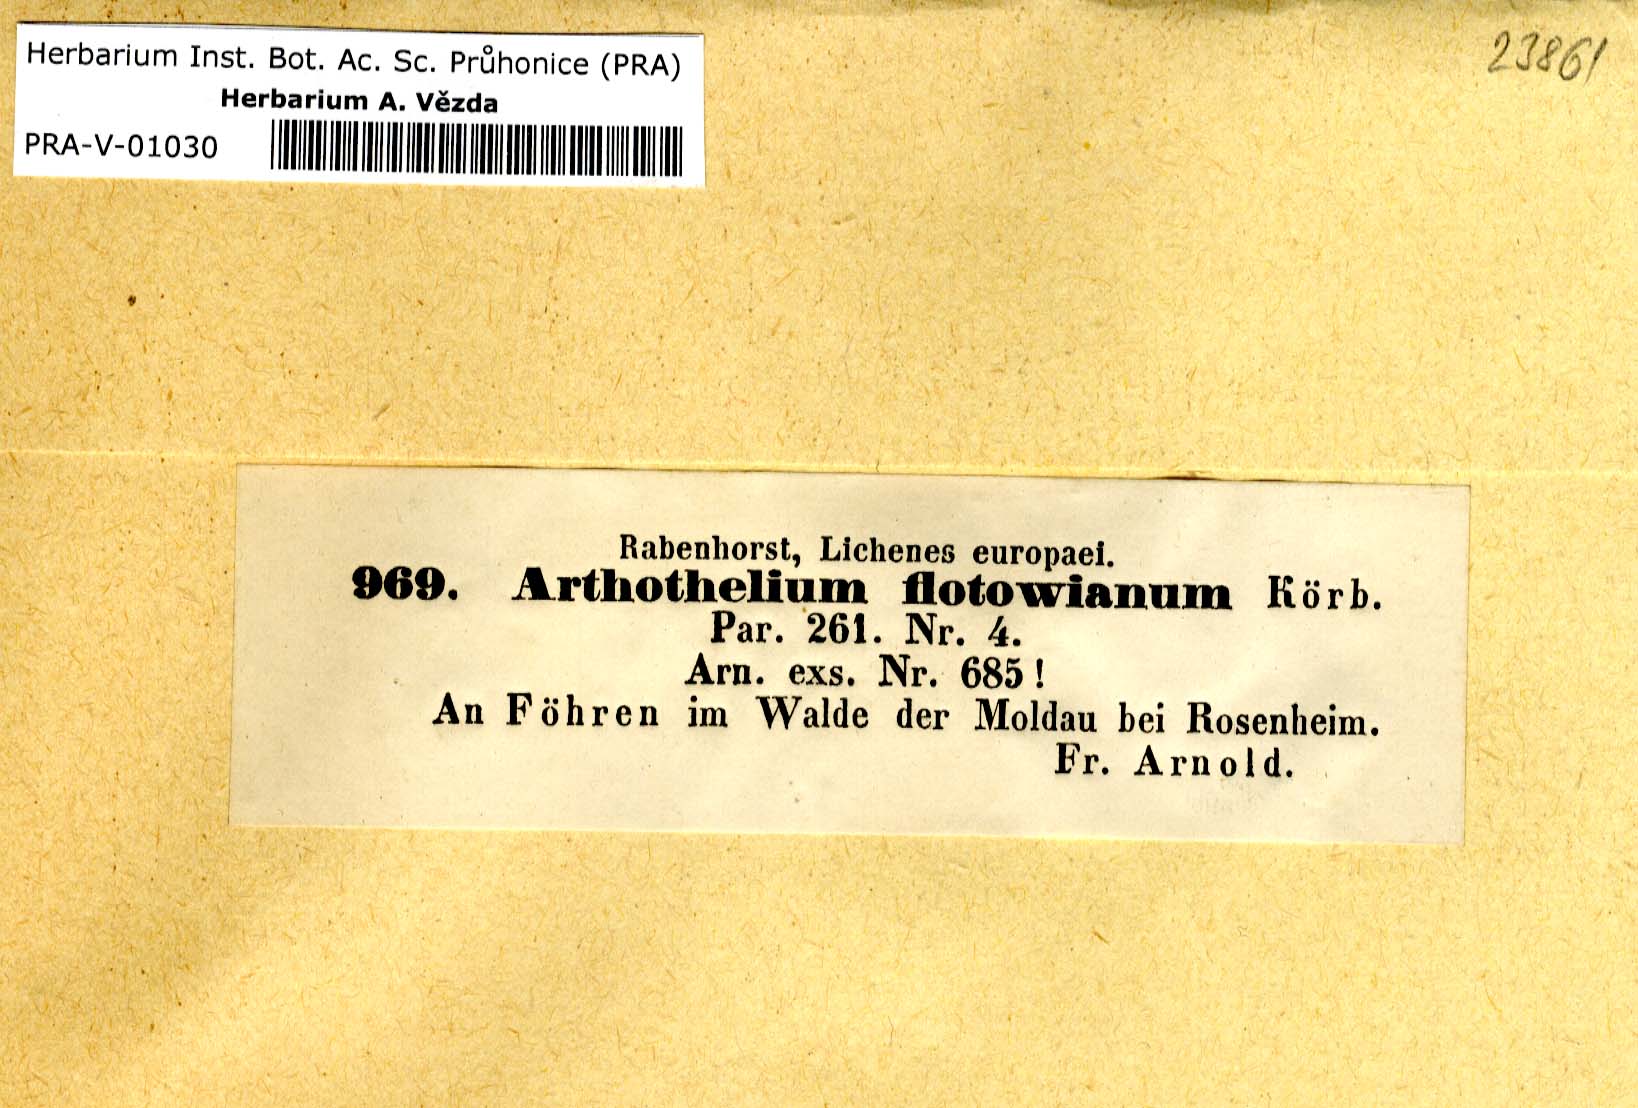 Herbarium Inst. Bot. Ac. Sc. Průhonice (PRA)
Herbarium A. Vězda
PRA-V-01030
23861
Rabenhorst, Lichenes europaei.
969. Arthothelium flotowianum Körb.
Par. 261. Nr. 4.
Arn. exs. Nr. 685!
An Föhren im Walde der Moldau bei Rosenheim.
Fr. Arnold.